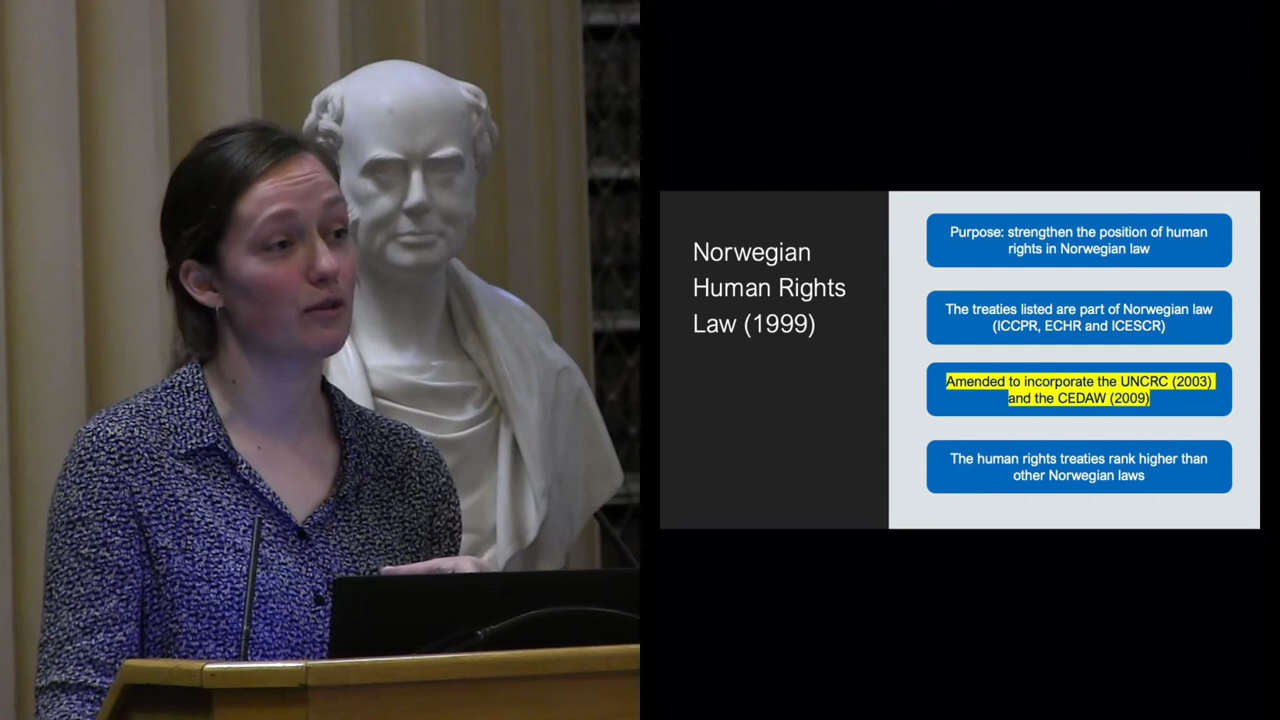 Norwegian
Human Rights
Law (1999)
Purpose: strengthen the position of human
rights in Norwegian law
The treaties listed are part of Norwegian law
(ICCPR, ECHR and ICESCR)
Amended to incorporate the UNCRC (2003)
and the CEDAW (2009)
The human rights treaties rank higher than
other Norwegian laws